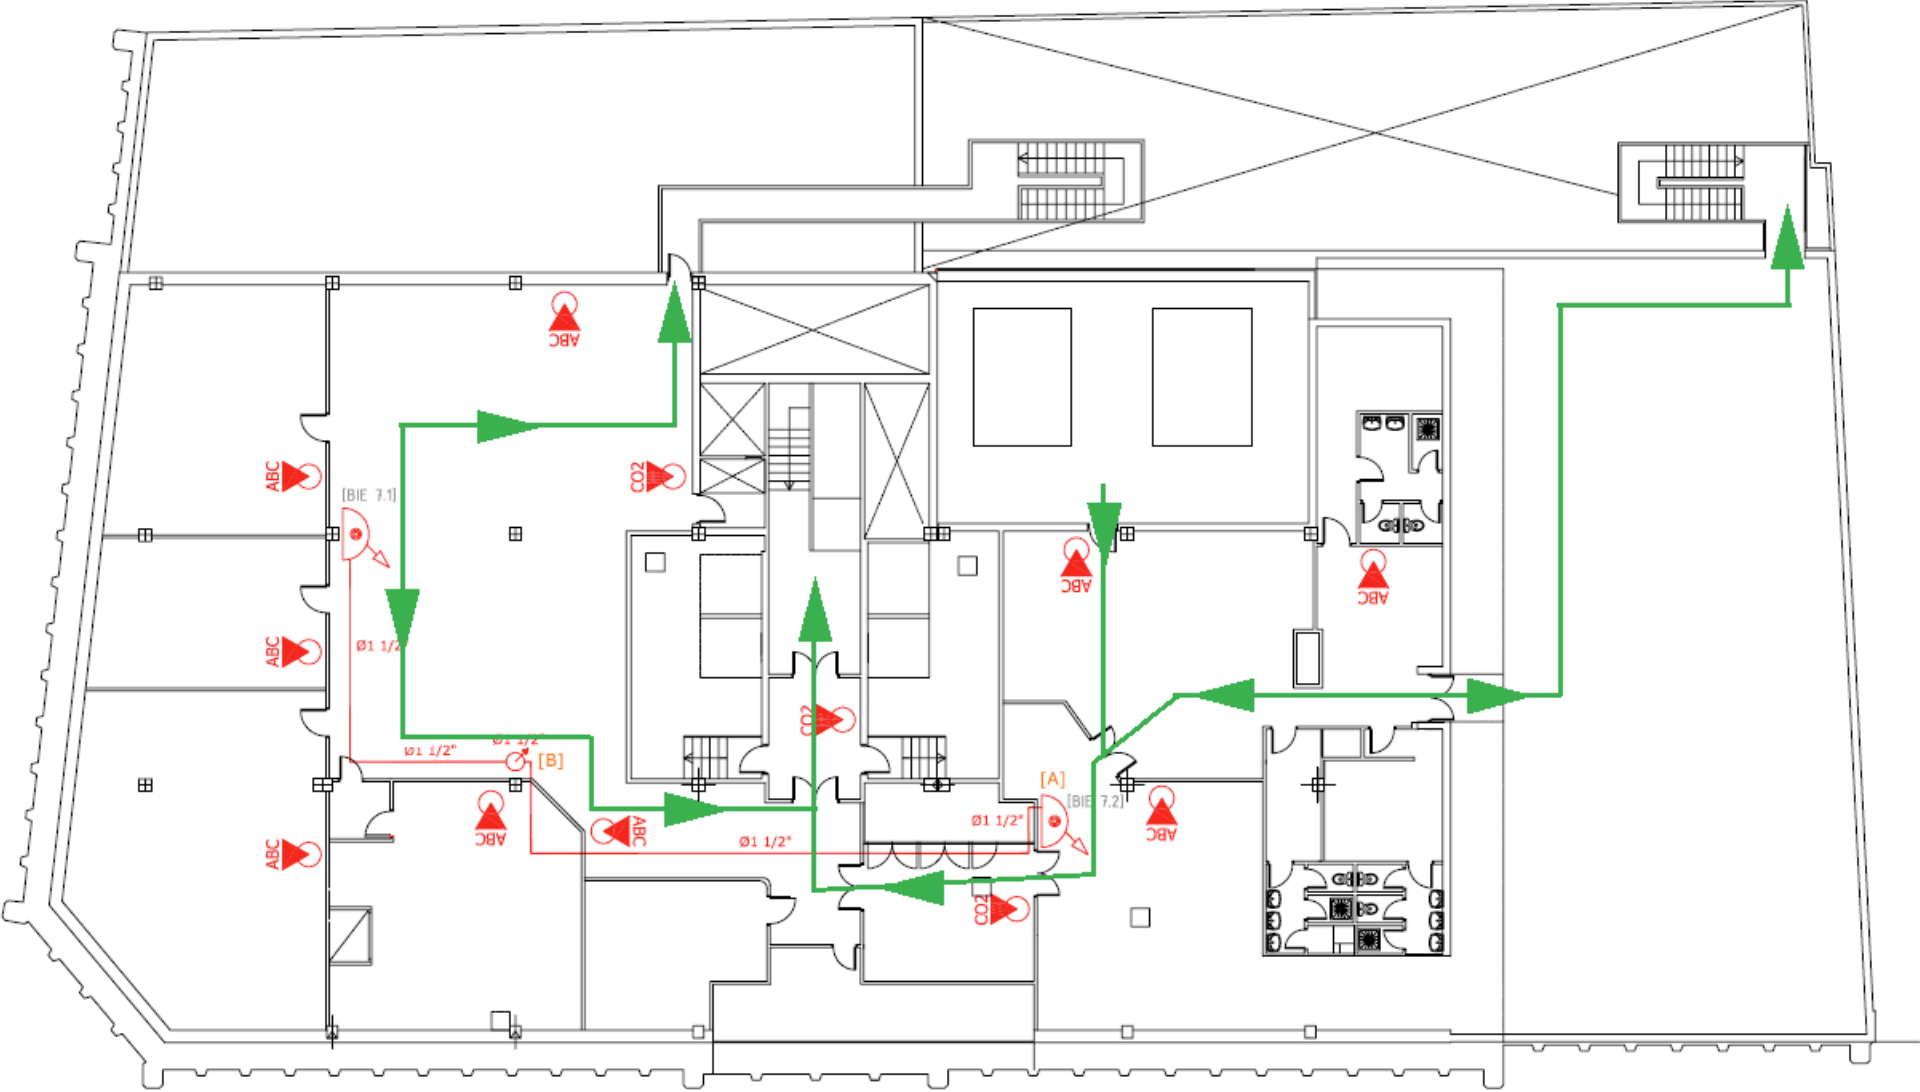 ABC
ABC
CO2
[BIE 7.1]
ABC
ABC
Ø1 1/2
ABC
CO2
Ø1 1/2"
Ø1 1/2"
[B]
[A]
[BIE 7.2]
ABC
Ø1 1/2"
ABC
ABC
Ø1 1/2"
ABC
CO2